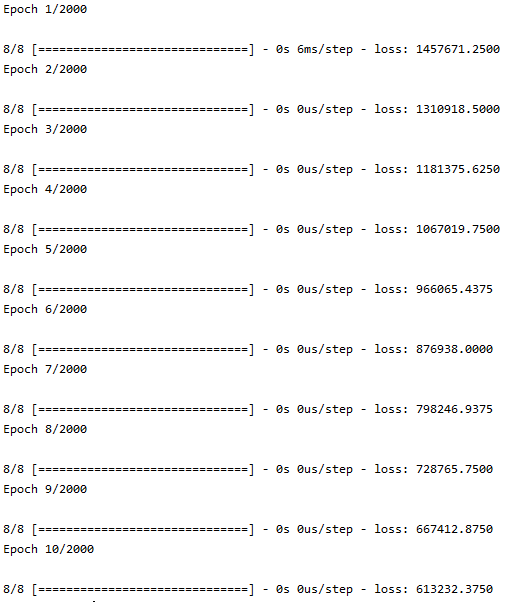 Epoch 1/2000
8/8 [==============================] - 0s 6ms/step - loss: 1457671.2500
Epoch 2/2000
8/8 [==============================] - 0s 0us/step - loss: 1310918.5000
Epoch 3/2000
8/8 [==============================] - 0s 0us/step - loss: 1181375.6250
Epoch 4/2000
8/8 [==============================] - 0s 0us/step - loss: 1067019.7500
Epoch 5/2000
8/8 [==============================] - 0s 0us/step - loss: 966065.4375
Epoch 6/2000
8/8 [==============================] - 0s 0us/step - loss: 876938.0000
Epoch 7/2000
8/8 [==============================] - 0s 0us/step - loss: 798246.9375
Epoch 8/2000
8/8 [==============================] - 0s 0us/step - loss: 728765.7500
Epoch 9/2000
8/8 [==============================] - 0s 0us/step - loss: 667412.8750
Epoch 10/2000
8/8 [==============================] - 0s 0us/step - loss: 613232.3750